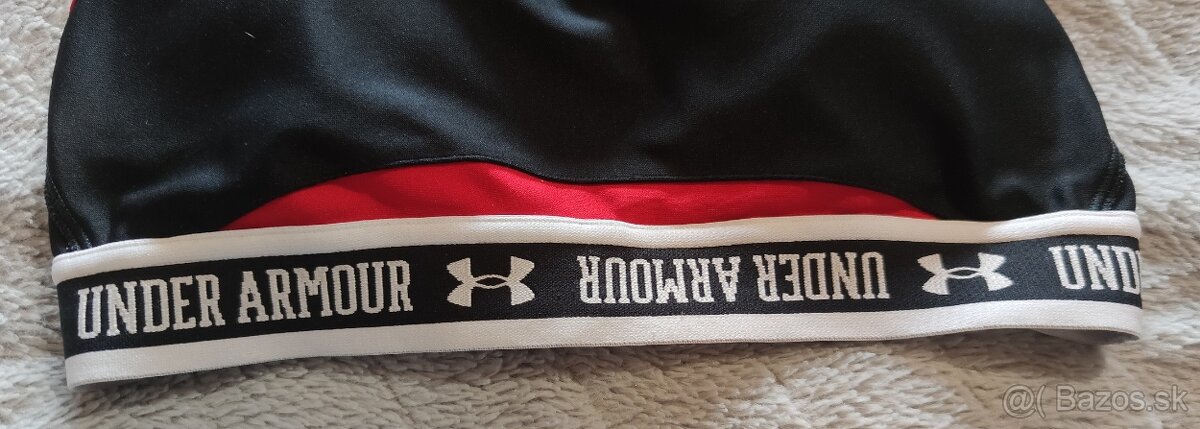 UNDER ARMOUR UNDER ARMOUR UND
@( Bazos.sk